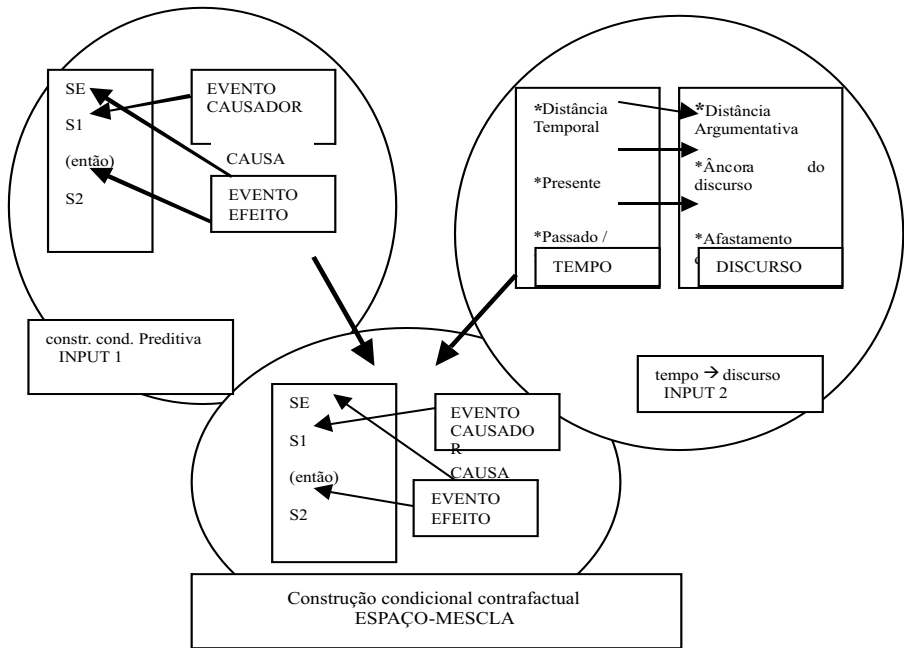 SE
S1
(então)
S2
EVENTO
CAUSADOR
CAUSA
EVENTO
EFEITO
constr. cond. Preditiva
INPUT 1
*Distância
Temporal
*Presente
*Passado /
TEMPO
*Distância
Argumentativa
*Âncora do
discurso
*Afastamento
DISCURSO
tempo → discurso
INPUT 2
SE
S1
(então)
S2
EVENTO
CAUSADO
R
CAUSA
EVENTO
EFEITO
Construção condicional contrafactual
ESPAÇO-MESCLA